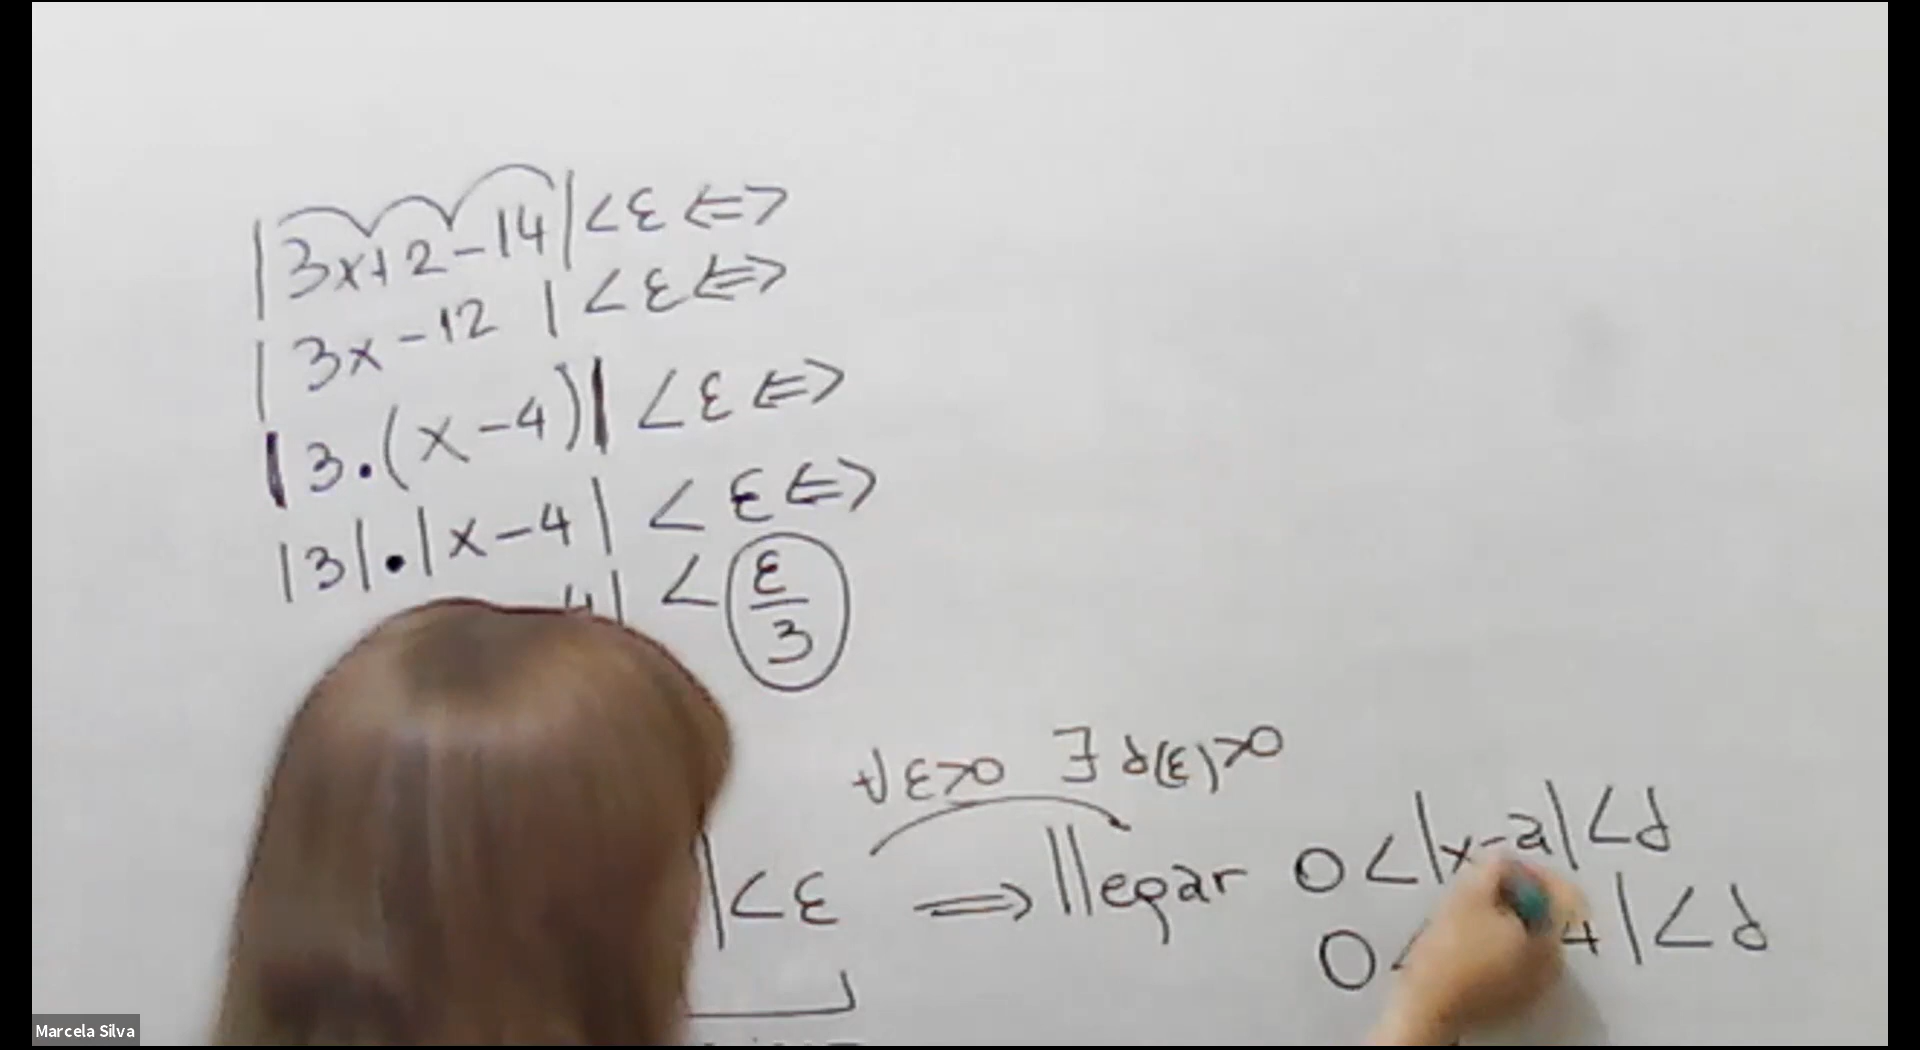 |3x+2-14|<ε⇔
|3x-12|<ε⇔
|3·(x-4)|<ε⇔
|3|·|x-4|<ε⇔
4|<ε/3
∀ε>0 ∃δ(ε)>0
|<ε ⟹ llegar 0<|x-a|<δ
0< 4|<δ
Marcela Silva